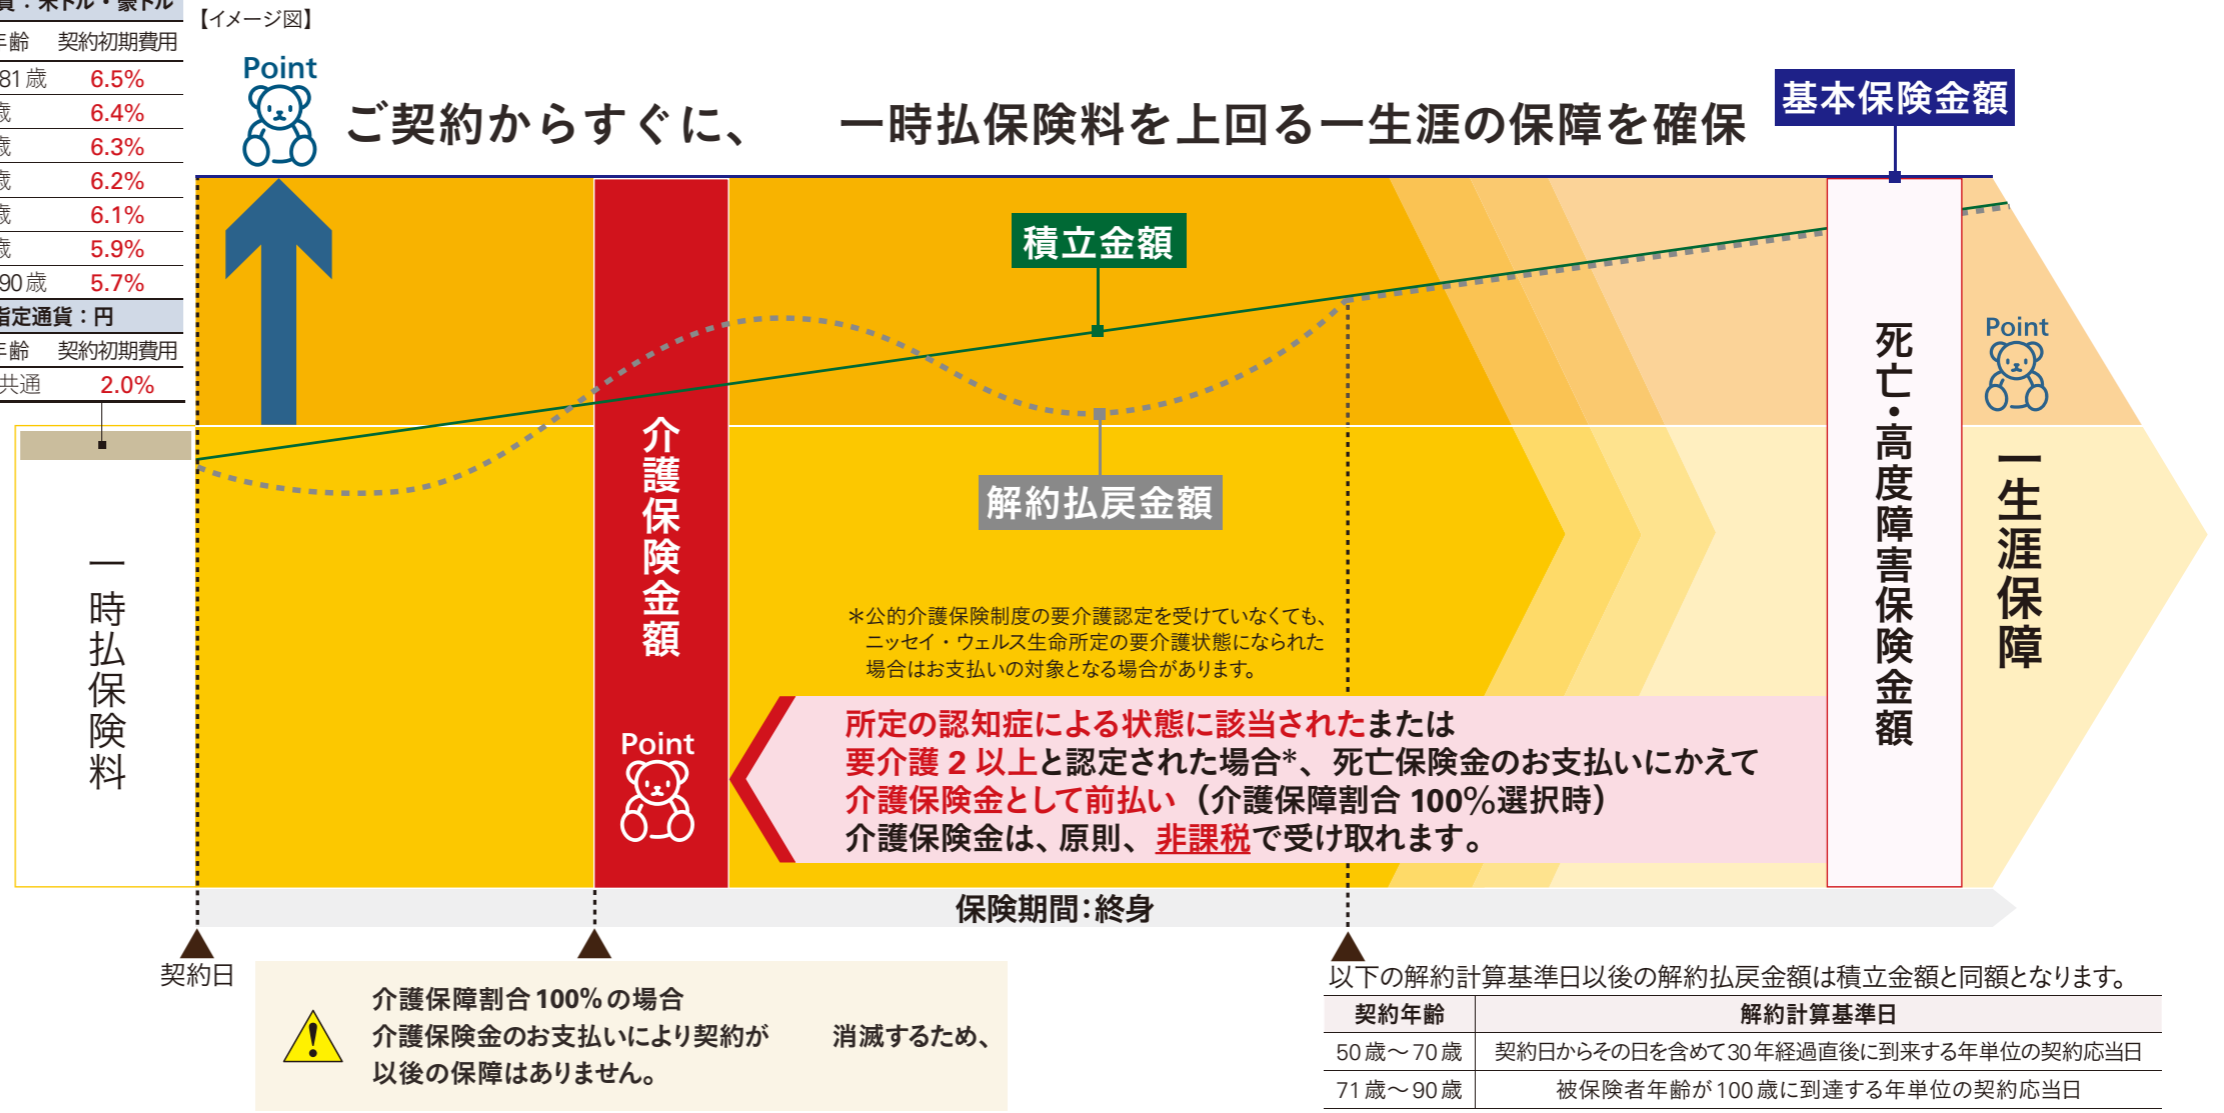 貨：米ドル・豪ドル
年齢 契約初期費用
81歳 6.5%
歳 6.4%
歳 6.3%
歳 6.2%
歳 6.1%
歳 5.9%
90歳 5.7%
指定通貨：円
年齢 契約初期費用
共通 2.0%
一時払保険料
【イメージ図】
Point
ご契約からすぐに、 一時払保険料を上回る一生涯の保障を確保
基本保険金額
積立金額
解約払戻金額
介護保険金額
Point
＊公的介護保険制度の要介護認定を受けていなくても、
ニッセイ・ウェルス生命所定の要介護状態になられた
場合はお支払いの対象となる場合があります。
所定の認知症による状態に該当されたまたは
要介護2以上と認定された場合＊、死亡保険金のお支払いにかえて
介護保険金として前払い（介護保障割合100％選択時）
介護保険金は、原則、非課税で受け取れます。
死亡・高度障害保険金額
Point
一生涯保障
保険期間：終身
契約日
介護保障割合100％の場合
介護保険金のお支払いにより契約が 消滅するため、
以後の保障はありません。
以下の解約計算基準日以後の解約払戻金額は積立金額と同額となります。
契約年齢 解約計算基準日
50歳〜70歳 契約日からその日を含めて30年経過直後に到来する年単位の契約応当日
71歳〜90歳 被保険者年齢が100歳に到達する年単位の契約応当日